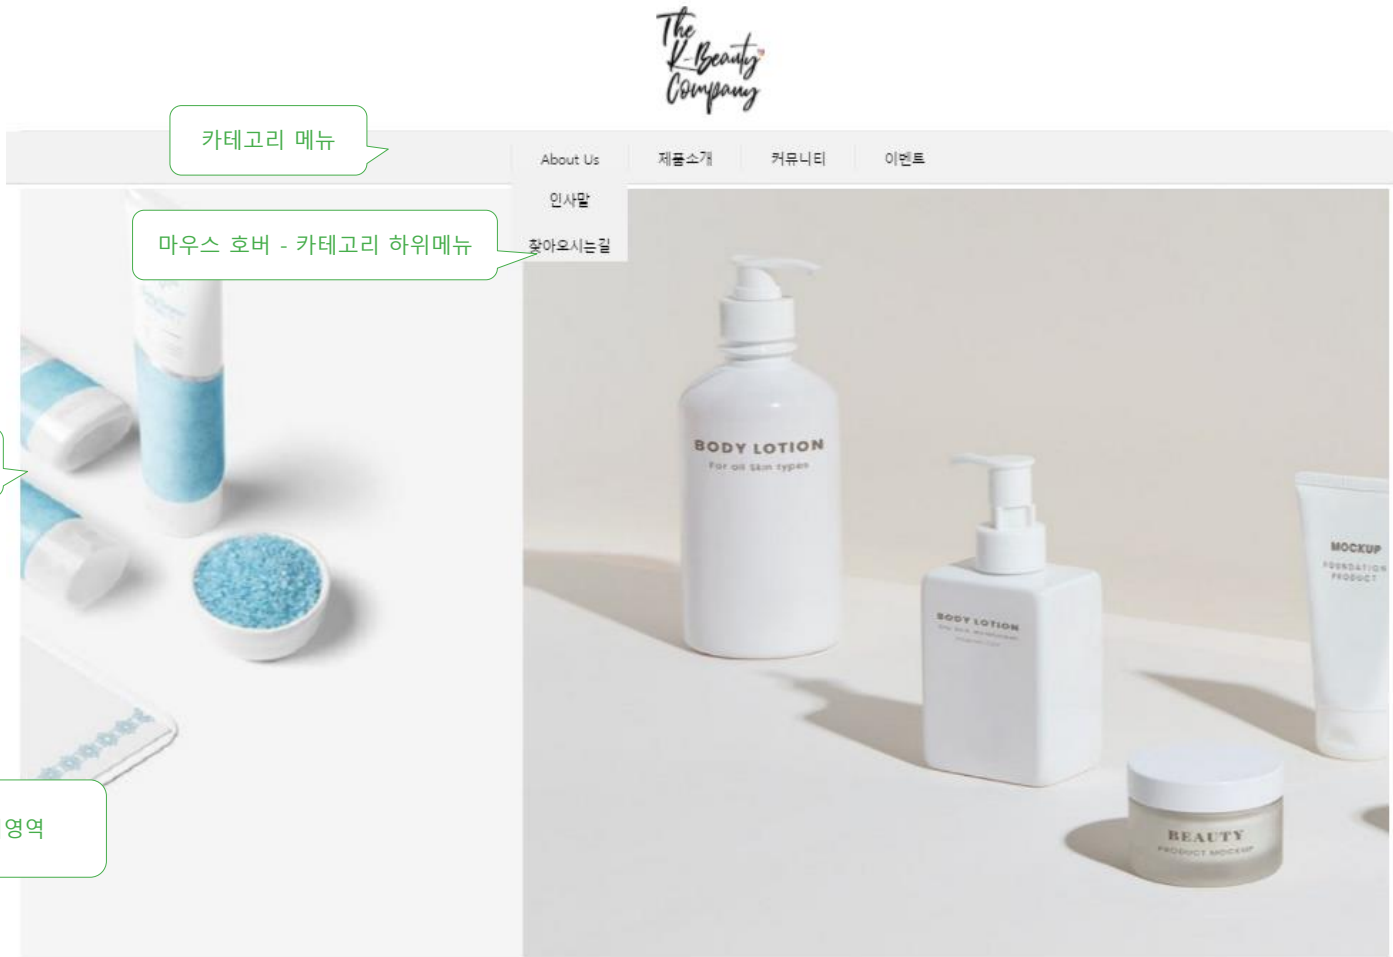 The
K-Beauty
Company
카테고리 메뉴
About Us
제품소개
커뮤니티
이벤트
인사말
마우스 호버 - 카테고리 하위메뉴
찾아오시는길
BODY LOTION
For oil Skin types
MOCKUP
FOUNDATION
PRODUCT
BODY LOTION
영역
BEAUTY
PRODUCT MOCKUP